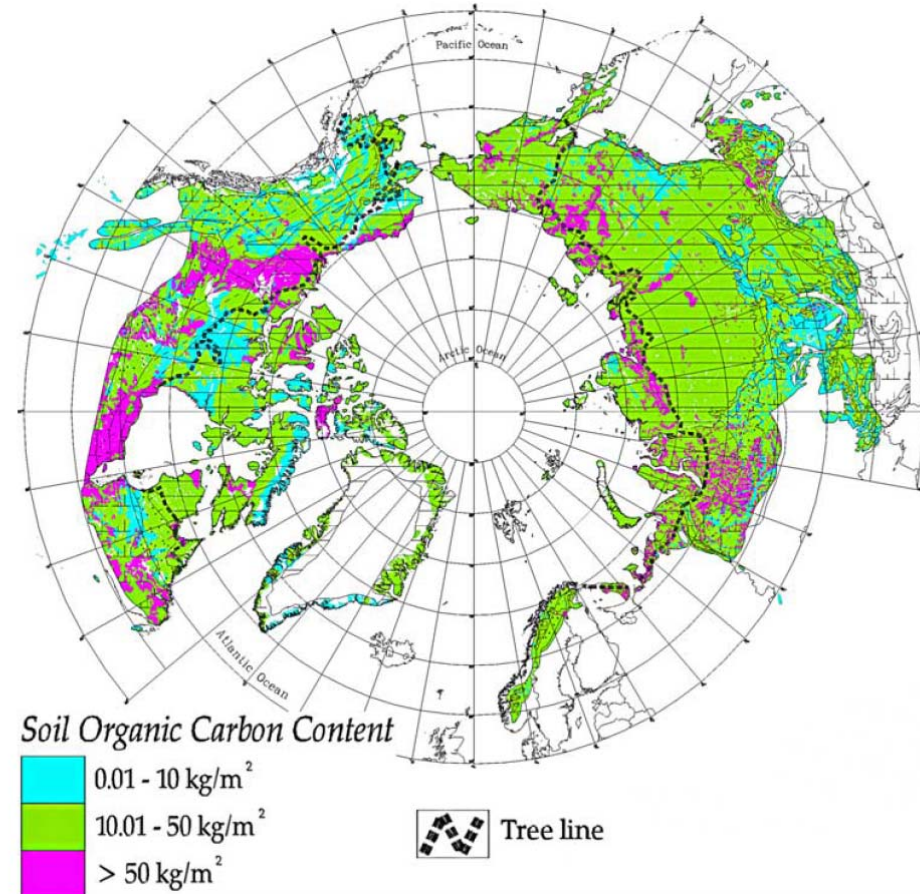 Pacific Ocean
Arctic Ocean
Atlantic Ocean
Soil Organic Carbon Content
0.01 - 10 kg/m²
10.01 - 50 kg/m²
> 50 kg/m²
Tree line